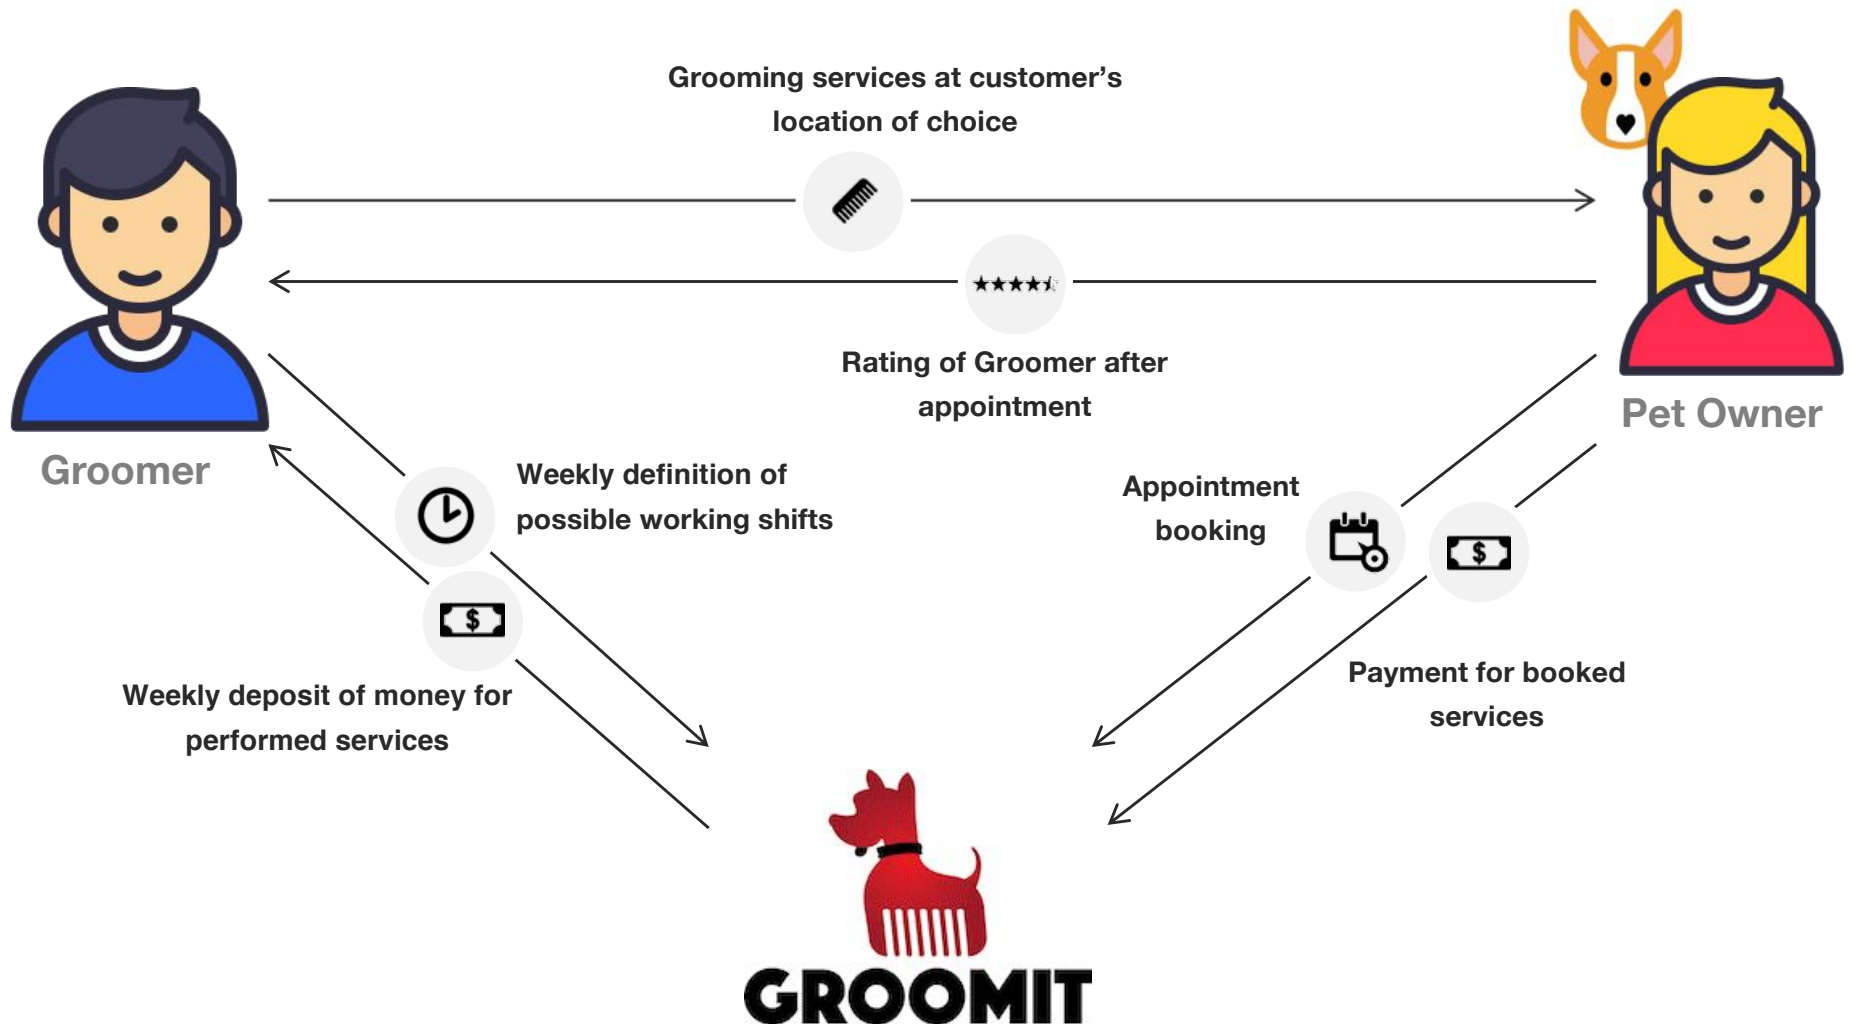 Grooming services at customer’s
location of choice
Rating of Groomer after
appointment
Pet Owner
Groomer
Weekly definition of
possible working shifts
Appointment
booking
$
$
Weekly deposit of money for
performed services
Payment for booked
services
GROOMIT